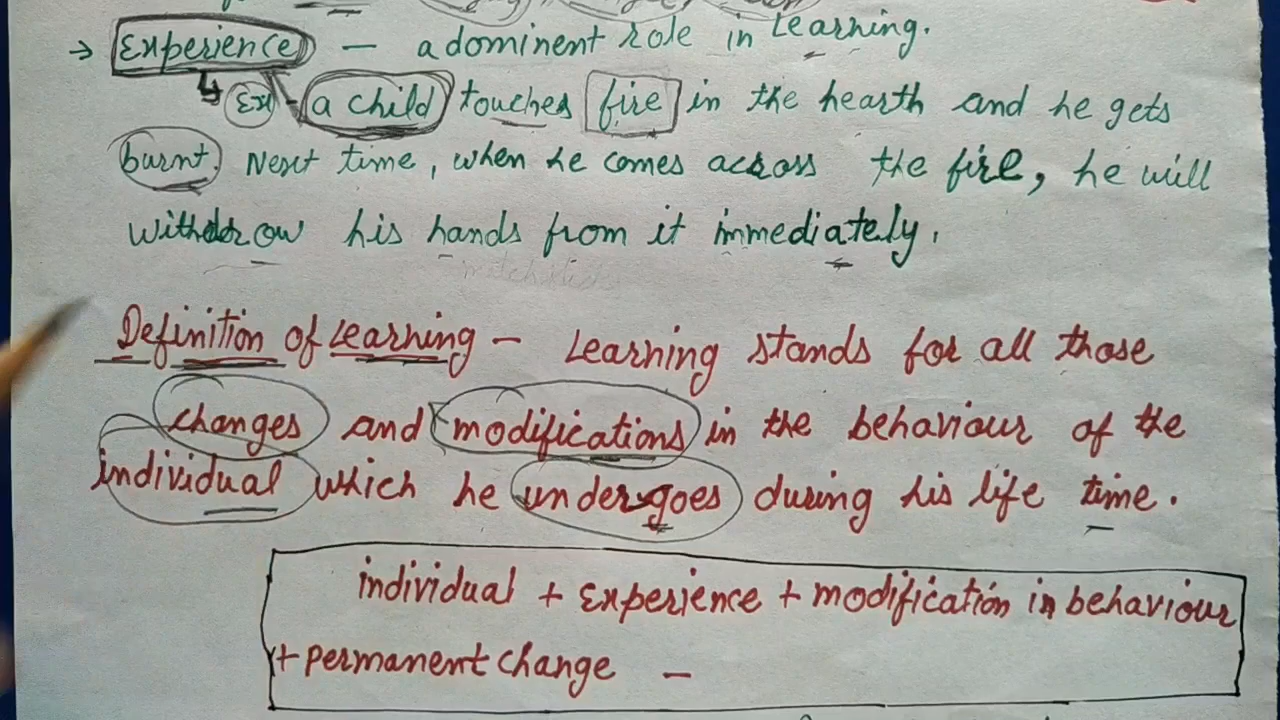 → Experience — a dominent role in Learning.
Ex - a child touches fire in the hearth and he gets
burnt. Next time, when he comes across the fire, he will
withdrow his hands from it immediately.
Definition of Learning - Learning stands for all those
changes and modifications in the behaviour of the
individual which he undergoes during his life time.
individual + Experience + modification in behaviour
+ permanent change —